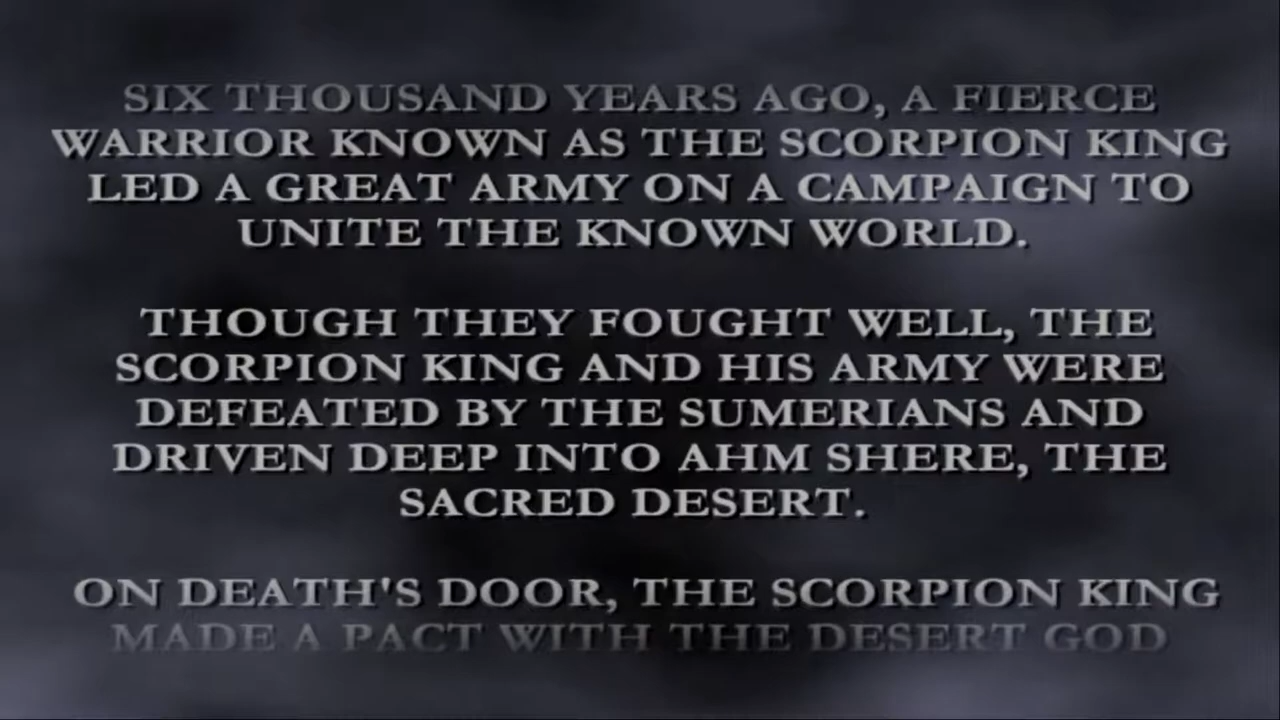 SIX THOUSAND YEARS AGO, A FIERCE
WARRIOR KNOWN AS THE SCORPION KING
LED A GREAT ARMY ON A CAMPAIGN TO
UNITE THE KNOWN WORLD.
THOUGH THEY FOUGHT WELL, THE
SCORPION KING AND HIS ARMY WERE
DEFEATED BY THE SUMERIANS AND
DRIVEN DEEP INTO AHM SHERE, THE
SACRED DESERT.
ON DEATH'S DOOR, THE SCORPION KING
MADE A PACT WITH THE DESERT GOD